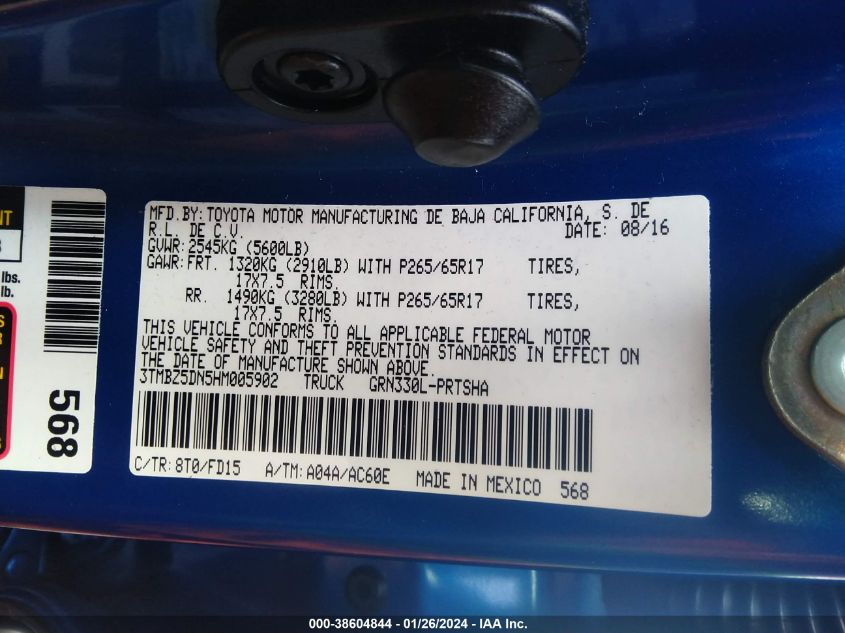 MFD.BY: TOYOTA MOTOR MANUFACTURING DE BAJA CALIFORNIA, S. DE
R.L. DE C.V. DATE: 08/16
GVWR: 2545KG (5600LB)
GAWR: FRT. 1320KG (2910LB) WITH P265/65R17 TIRES,
17X7.5 RIMS.
RR. 1490KG (3280LB) WITH P265/65R17 TIRES,
17X7.5 RIMS.
THIS VEHICLE CONFORMS TO ALL APPLICABLE FEDERAL MOTOR
VEHICLE SAFETY AND THEFT PREVENTION STANDARDS IN EFFECT ON
THE DATE OF MANUFACTURE SHOWN ABOVE.
3TMBZ5DN5HM005902 TRUCK GRN330L-PRTSHA
C/TR: 8T0/FD15 A/TM: A04A/AC60E MADE IN MEXICO 568
lbs.
lb.
568
000-38604844 - 01/26/2024 - IAA Inc.